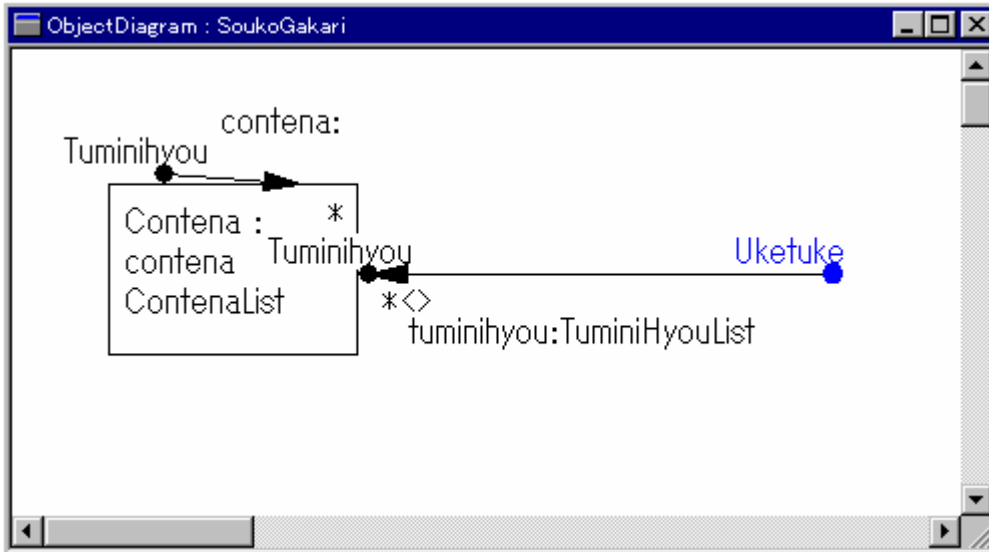 ObjectDiagram : SoukoGakari
contena:
Tuminihyou
Contena : *
Tuminihyou
Uketuke
contena
ContenaList
*<>
tuminihyou:TuminiHyouList